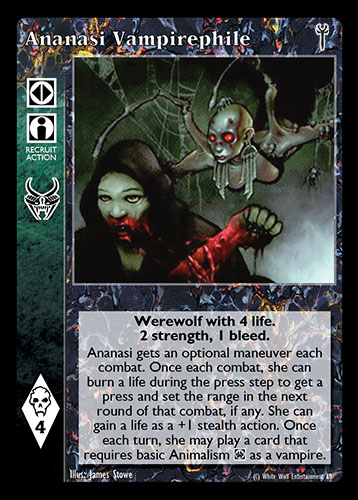 Ananasi Vampirephile
RECRUIT
ACTION
Werewolf with 4 life.
2 strength, 1 bleed.
Ananasi gets an optional maneuver each
combat. Once each combat, she can
burn a life during the press step to get a
press and set the range in the next
round of that combat, if any. She can
gain a life as a +1 stealth action. Once
each turn, she may play a card that
requires basic Animalism as a vampire.
4
Illus: James Stowe
(C) White Wolf Entertainment AB